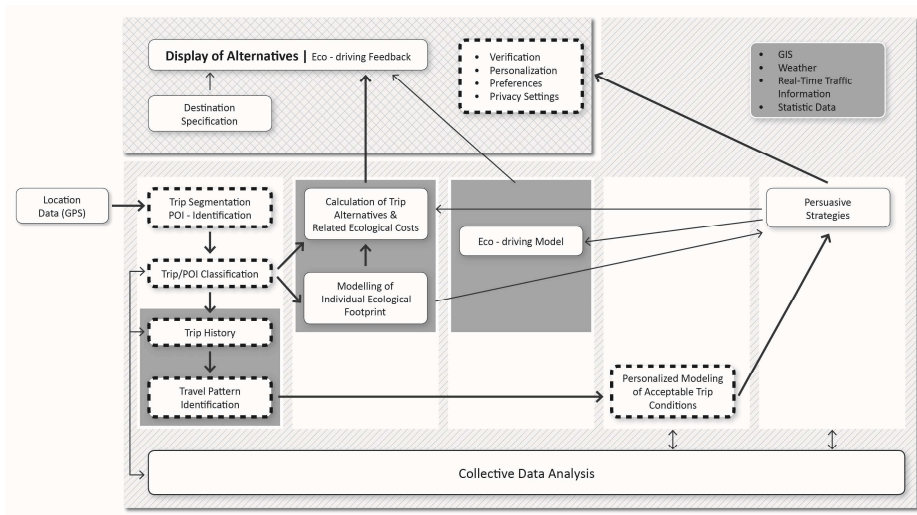 Display of Alternatives | Eco - driving Feedback
Destination
Specification
• Verification
• Personalization
• Preferences
• Privacy Settings
• GIS
• Weather
• Real-Time Traffic
Information
• Statistic Data
Location
Data (GPS)
Trip Segmentation
POI - Identification
Calculation of Trip
Alternatives &
Related Ecological Costs
Persuasive
Strategies
Eco - driving Model
Trip/POI Classification
Modelling of
Individual Ecological
Footprint
Trip History
Travel Pattern
Identification
Personalized Modeling
of Acceptable Trip
Conditions
Collective Data Analysis